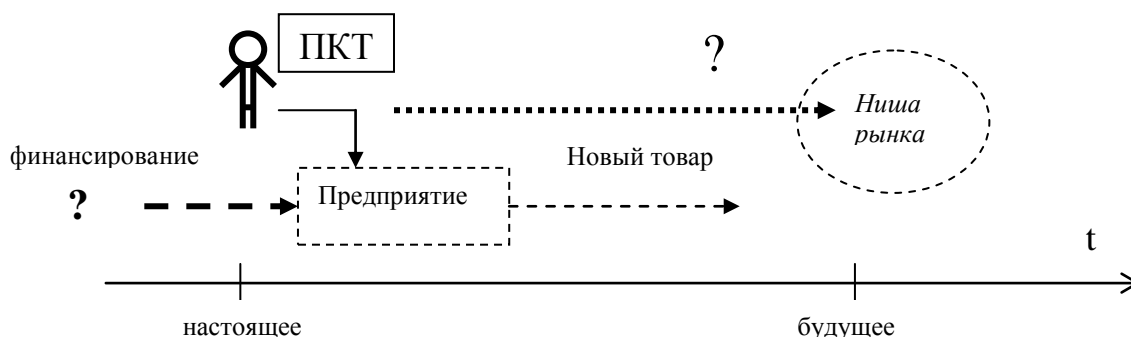 ПКТ
?
Ниша
рынка
финансирование
Новый товар
?
Предприятие
t
настоящее
будущее